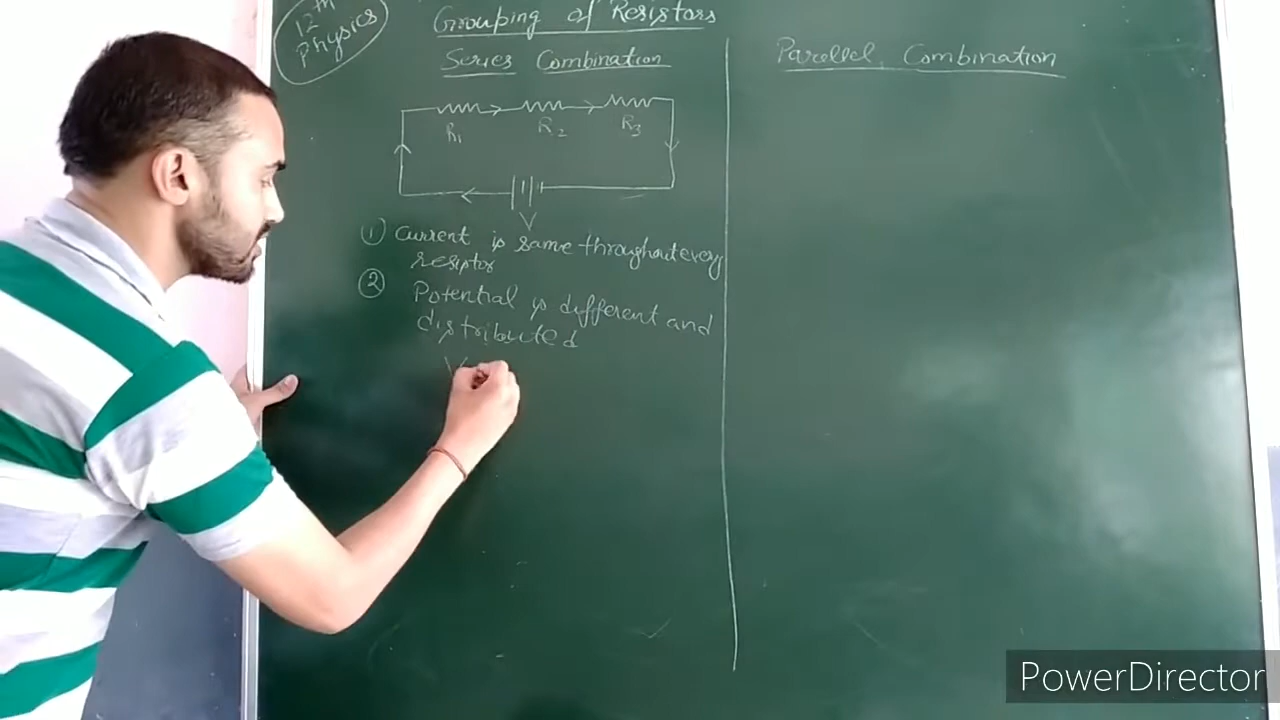 12th
Physics
Grouping of Resistors
Series Combination
R1 R2 R3
V
① Current is same throughout every
resistor
② Potential is different and
distributed
V
Parellel Combination
PowerDirector